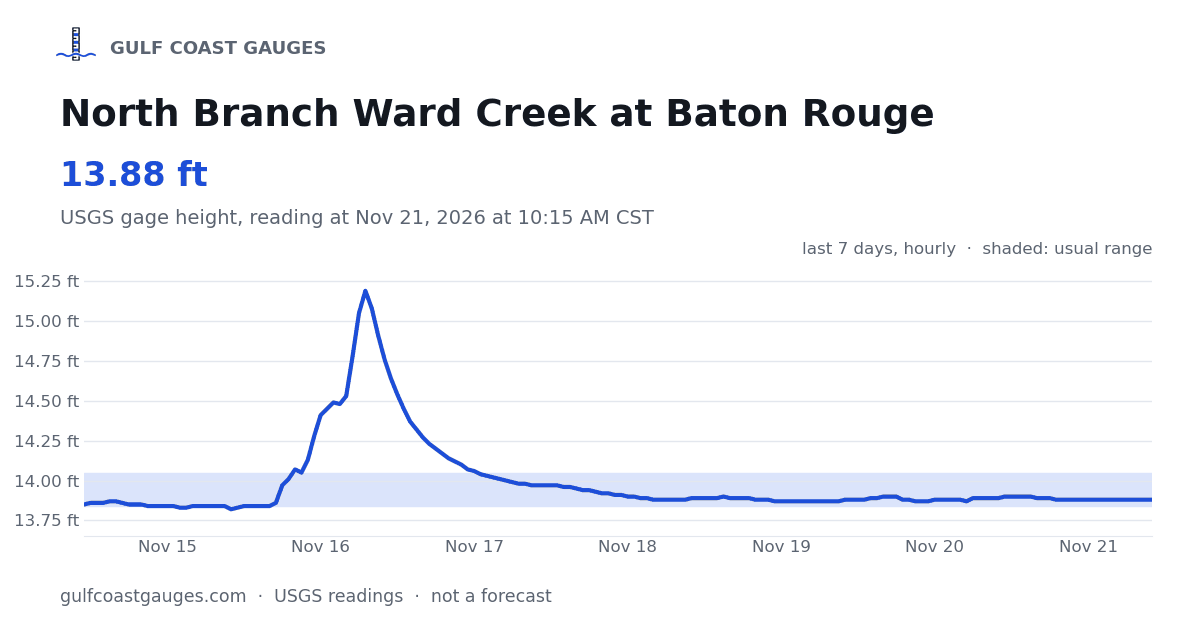 GULF COAST GAUGES
North Branch Ward Creek at Baton Rouge
13.88 ft
USGS gage height, reading at Nov 21, 2026 at 10:15 AM CST
last 7 days, hourly · shaded: usual range
15.25 ft
15.00 ft
14.75 ft
14.50 ft
14.25 ft
14.00 ft
13.75 ft
Nov 15 Nov 16 Nov 17 Nov 18 Nov 19 Nov 20 Nov 21
gulfcoastgauges.com · USGS readings · not a forecast